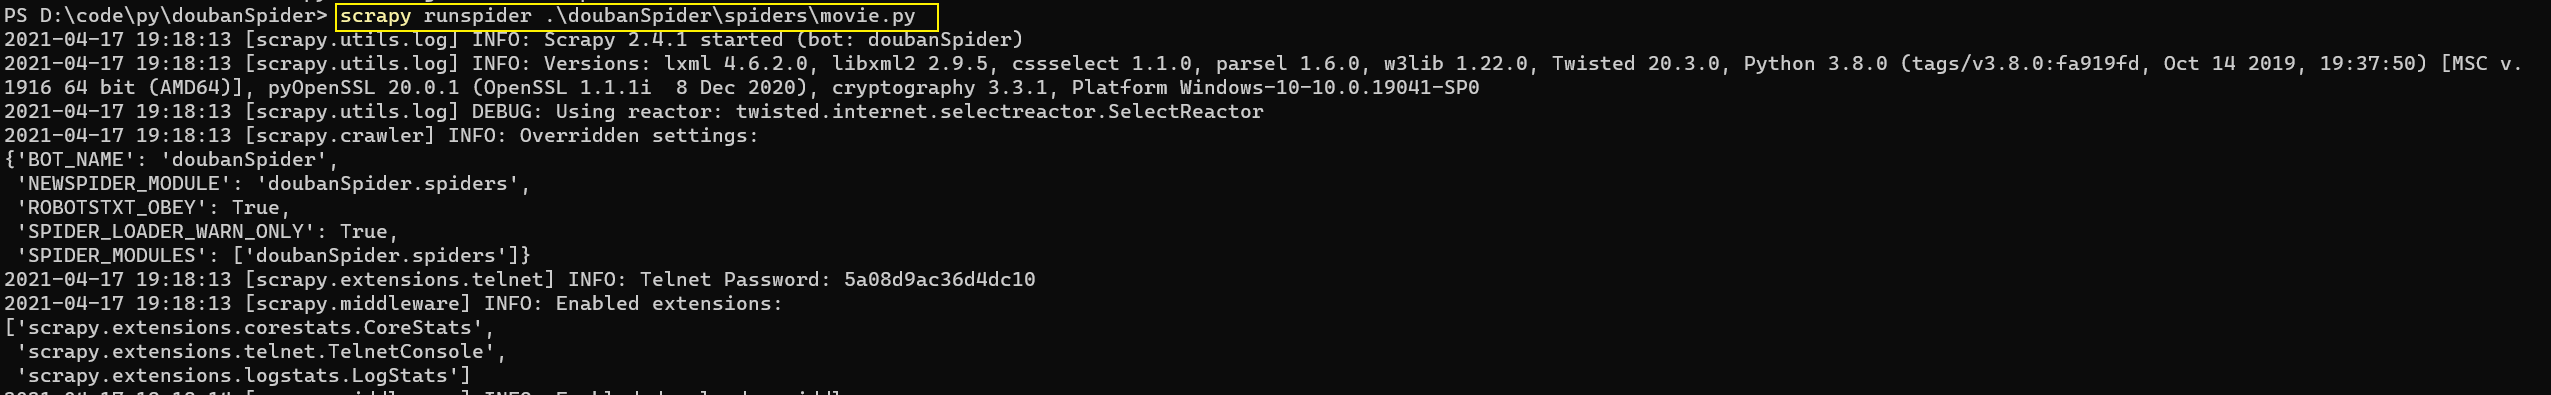 PS D:\code\py\doubanSpider> scrapy runspider .\doubanSpider\spiders\movie.py
2021-04-17 19:18:13 [scrapy.utils.log] INFO: Scrapy 2.4.1 started (bot: doubanSpider)
2021-04-17 19:18:13 [scrapy.utils.log] INFO: Versions: lxml 4.6.2.0, libxml2 2.9.5, cssselect 1.1.0, parsel 1.6.0, w3lib 1.22.0, Twisted 20.3.0, Python 3.8.0 (tags/v3.8.0:fa919fd, Oct 14 2019, 19:37:50) [MSC v.
1916 64 bit (AMD64)], pyOpenSSL 20.0.1 (OpenSSL 1.1.1i  8 Dec 2020), cryptography 3.3.1, Platform Windows-10-10.0.19041-SP0
2021-04-17 19:18:13 [scrapy.utils.log] DEBUG: Using reactor: twisted.internet.selectreactor.SelectReactor
2021-04-17 19:18:13 [scrapy.crawler] INFO: Overridden settings:
{'BOT_NAME': 'doubanSpider',
 'NEWSPIDER_MODULE': 'doubanSpider.spiders',
 'ROBOTSTXT_OBEY': True,
 'SPIDER_LOADER_WARN_ONLY': True,
 'SPIDER_MODULES': ['doubanSpider.spiders']}
2021-04-17 19:18:13 [scrapy.extensions.telnet] INFO: Telnet Password: 5a08d9ac36d4dc10
2021-04-17 19:18:13 [scrapy.middleware] INFO: Enabled extensions:
['scrapy.extensions.corestats.CoreStats',
 'scrapy.extensions.telnet.TelnetConsole',
 'scrapy.extensions.logstats.LogStats']